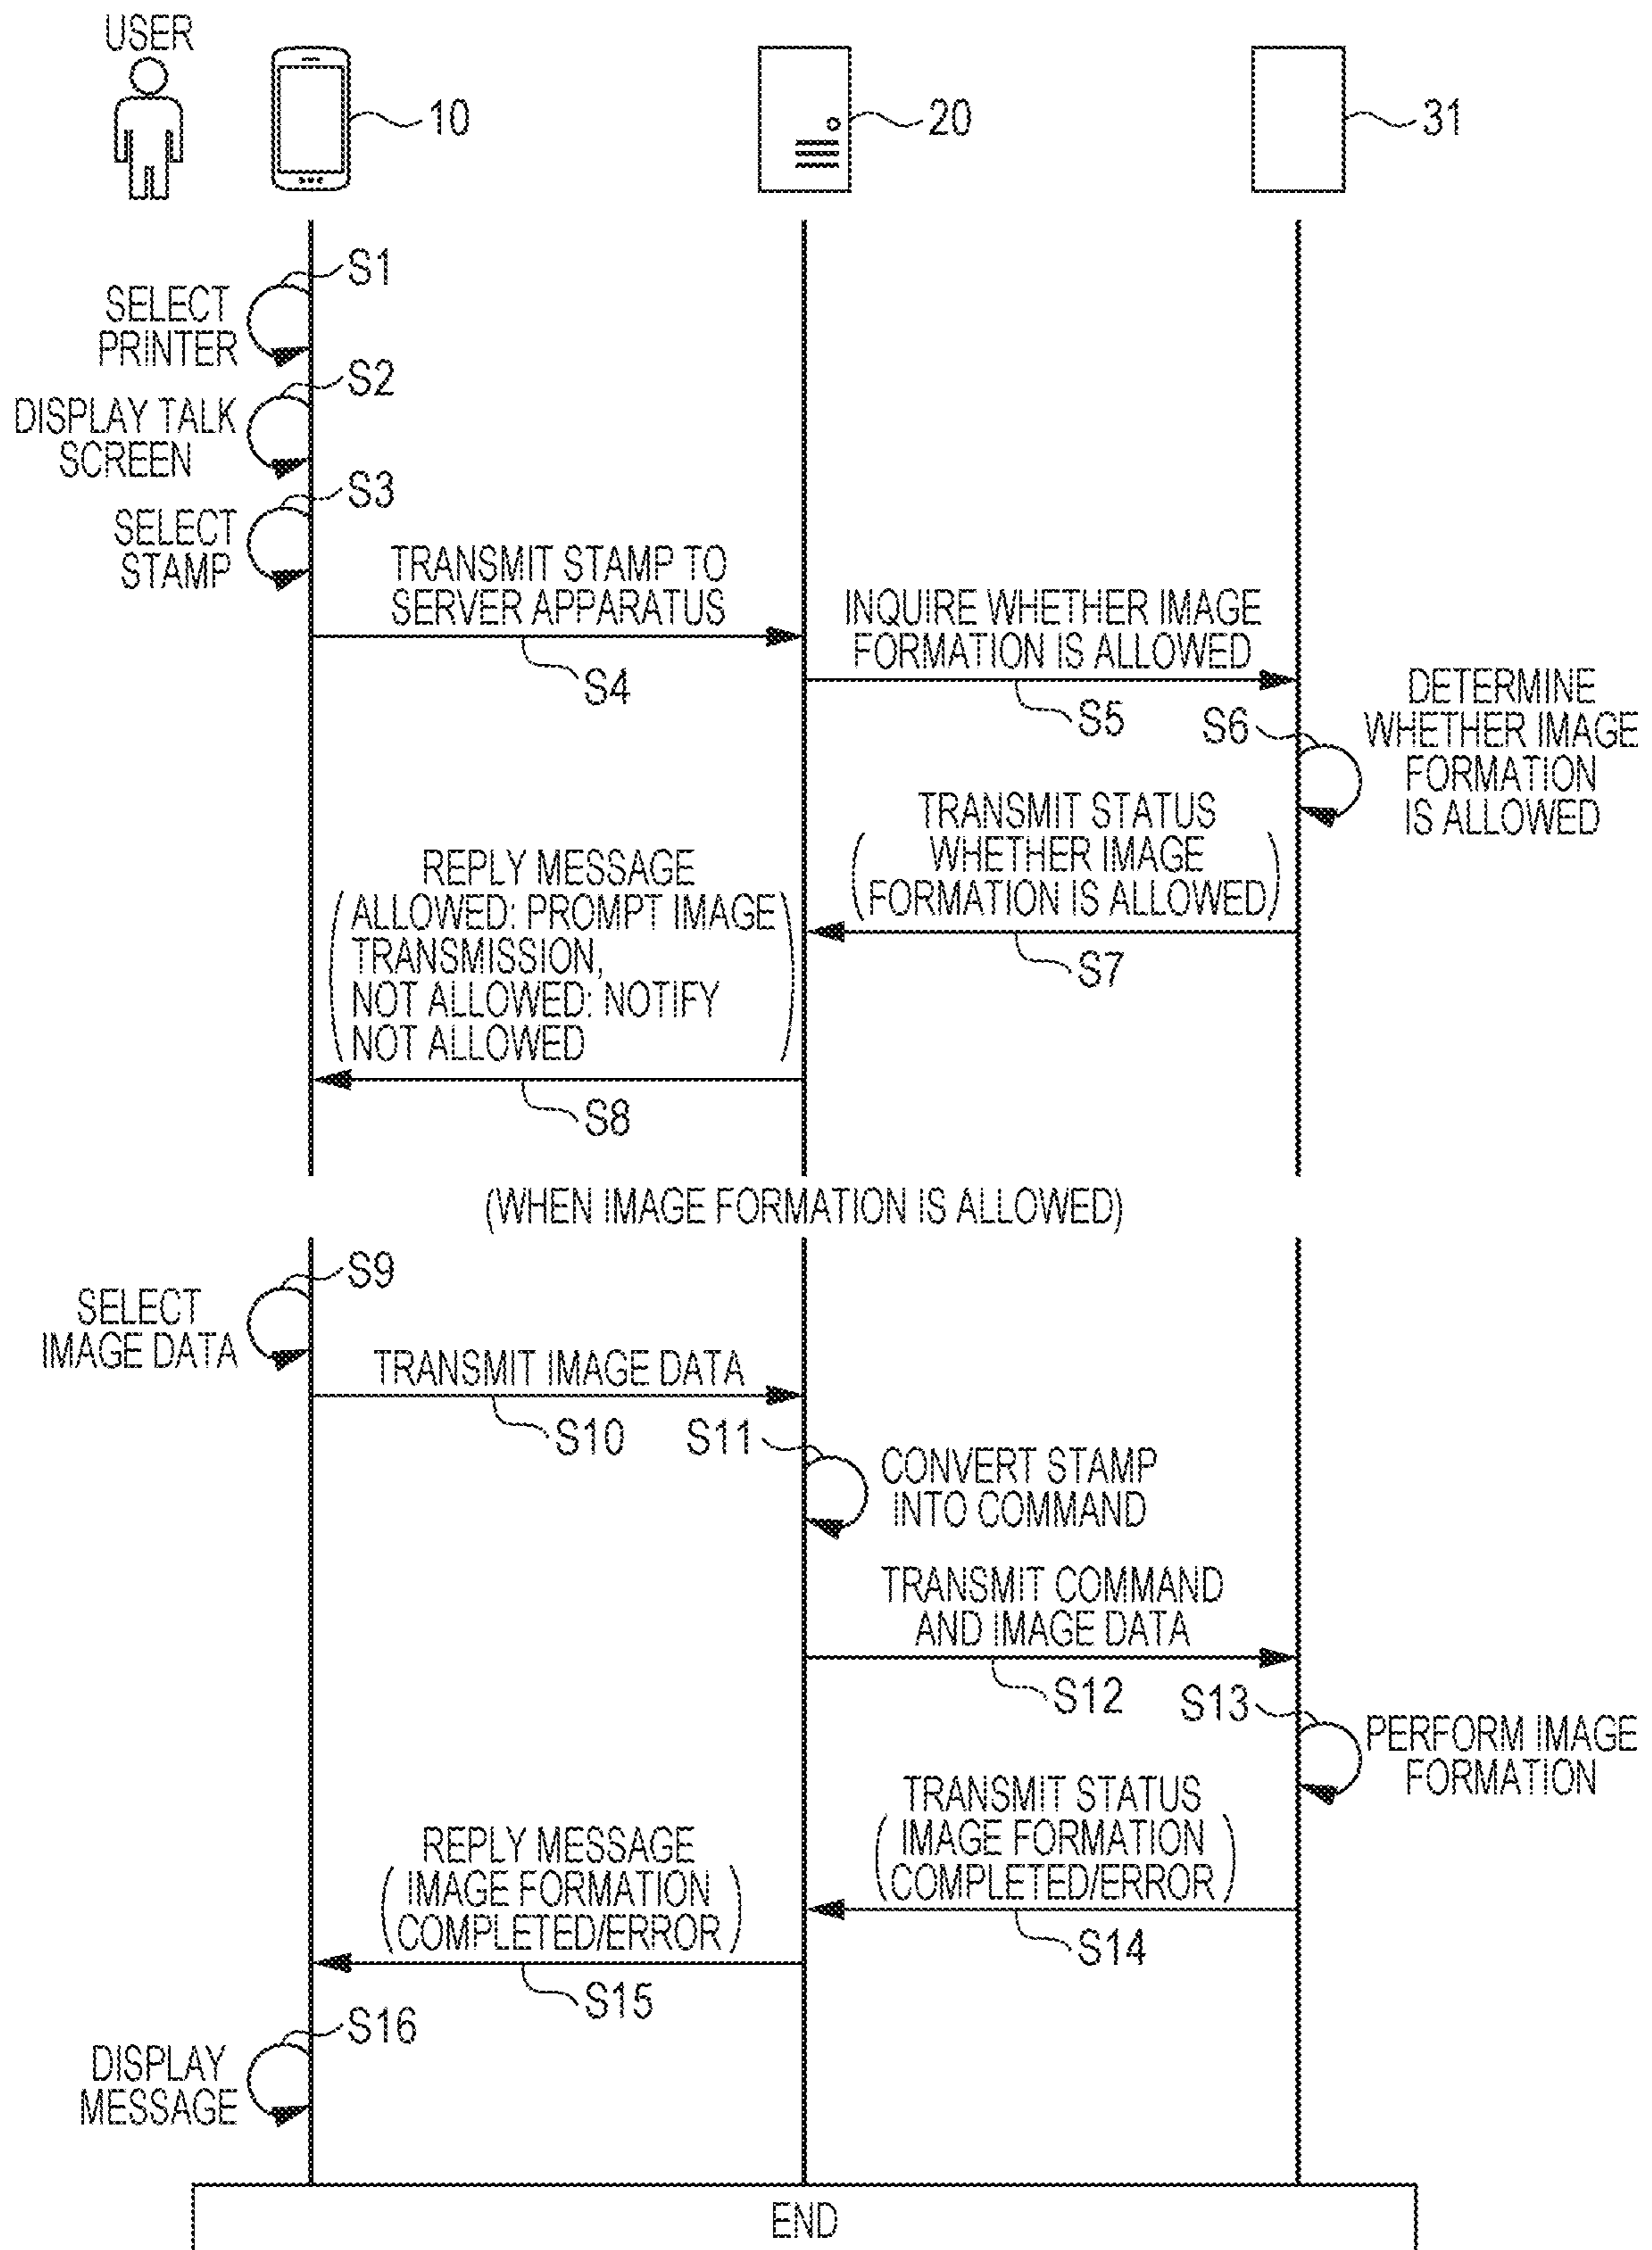 USER
10
20
31
S1
SELECT
PRINTER
S2
DISPLAY TALK
SCREEN
S3
SELECT
STAMP
TRANSMIT STAMP TO
SERVER APPARATUS
S4
INQUIRE WHETHER IMAGE
FORMATION IS ALLOWED
S5
S6
DETERMINE
WHETHER IMAGE
FORMATION
IS ALLOWED
TRANSMIT STATUS
(WHETHER IMAGE
FORMATION IS ALLOWED)
S7
REPLY MESSAGE
(ALLOWED: PROMPT IMAGE
TRANSMISSION,
NOT ALLOWED: NOTIFY
NOT ALLOWED)
S8
(WHEN IMAGE FORMATION IS ALLOWED)
S9
SELECT
IMAGE DATA
TRANSMIT IMAGE DATA
S10
S11
CONVERT STAMP
INTO COMMAND
TRANSMIT COMMAND
AND IMAGE DATA
S12
S13
PERFORM IMAGE
FORMATION
TRANSMIT STATUS
(IMAGE FORMATION
COMPLETED/ERROR)
S14
REPLY MESSAGE
(IMAGE FORMATION
COMPLETED/ERROR)
S15
S16
DISPLAY
MESSAGE
END